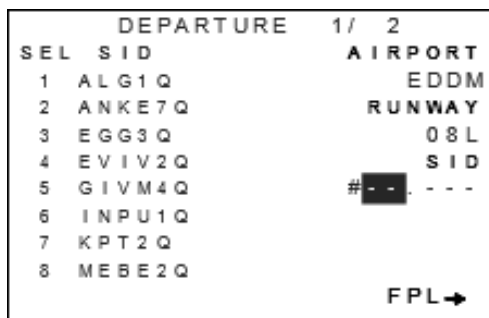 DEPARTURE 1/ 2
SEL SID AIRPORT
1 ALG1Q EDDM
2 ANKE7Q RUNWAY
3 EGG3Q 08L
4 EVIV2Q SID
5 GIVM4Q #--.---
6 INPU1Q
7 KPT2Q
8 MEBE2Q
FPL→